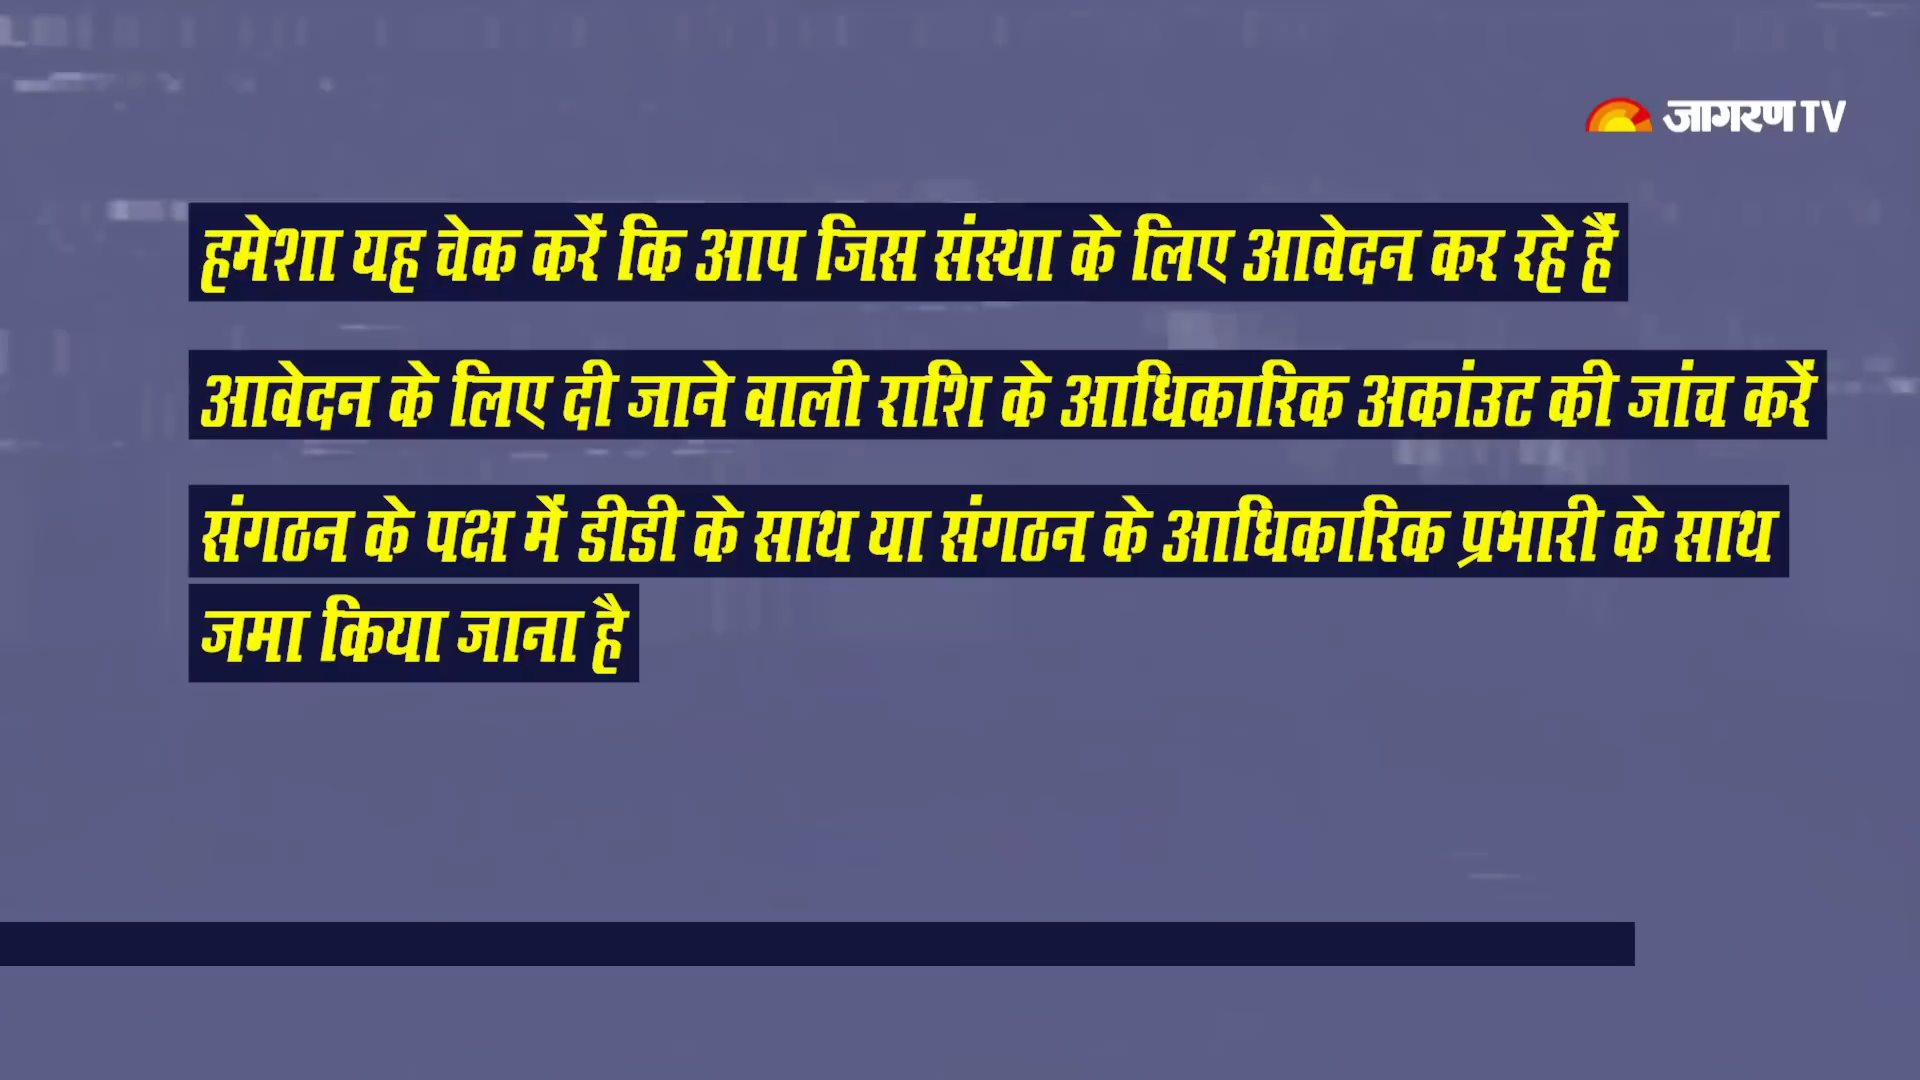 जागरण TV
हमेशा यह चेक करें कि आप जिस संस्था के लिए आवेदन कर रहे हैं
आवेदन के लिए दी जाने वाली राशि के आधिकारिक अकांउट की जांच करें
संगठन के पक्ष में डीडी के साथ या संगठन के आधिकारिक प्रभारी के साथ
जमा किया जाना है